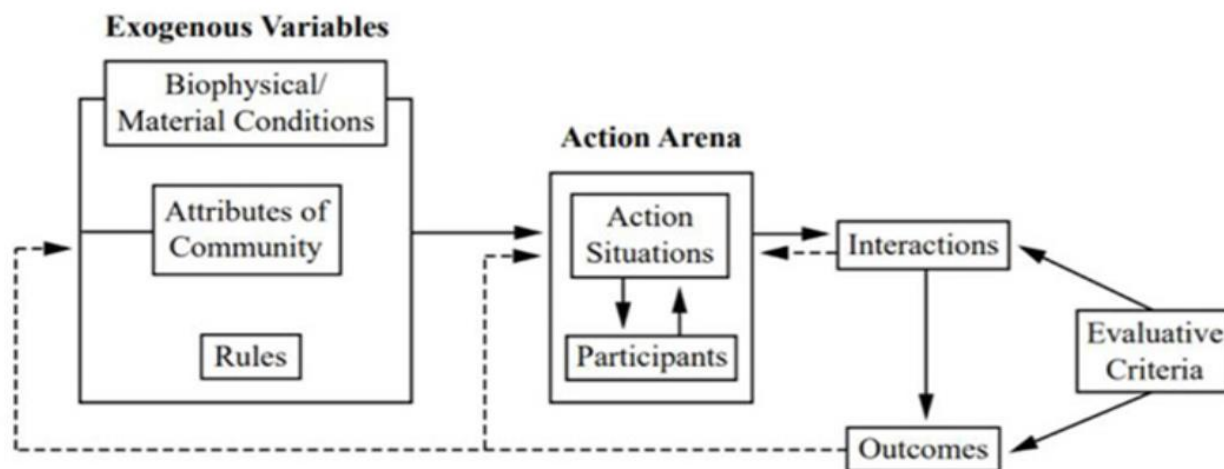 Exogenous Variables
Biophysical/
Material Conditions
Attributes of
Community
Rules
Action Arena
Action
Situations
Participants
Interactions
Outcomes
Evaluative
Criteria